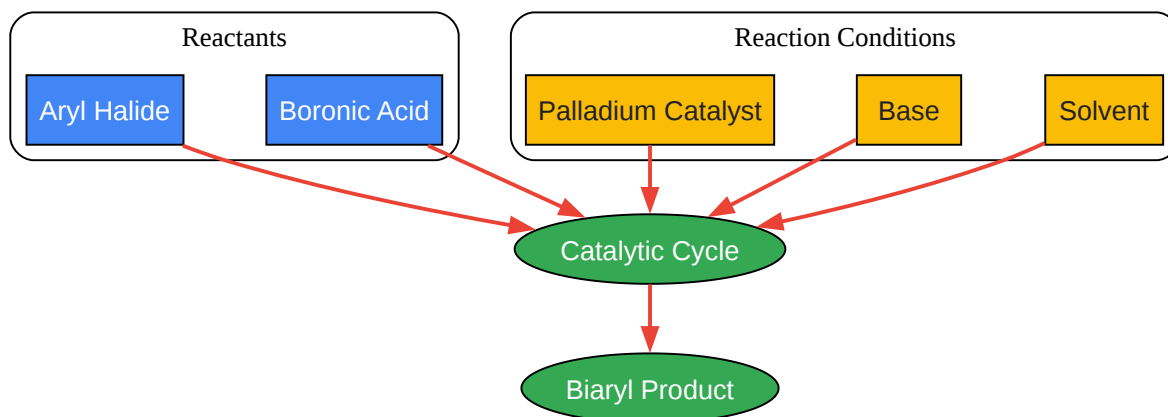 Reactants
Reaction Conditions
Aryl Halide
Boronic Acid
Palladium Catalyst
Base
Solvent
Catalytic Cycle
Biaryl Product